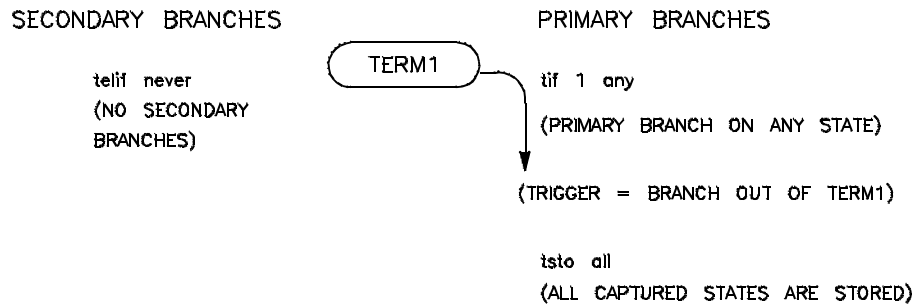 SECONDARY BRANCHES
PRIMARY BRANCHES
TERM1
telif never
(NO SECONDARY
BRANCHES)
tif 1 any
(PRIMARY BRANCH ON ANY STATE)
(TRIGGER = BRANCH OUT OF TERM1)
tsto all
(ALL CAPTURED STATES ARE STORED)